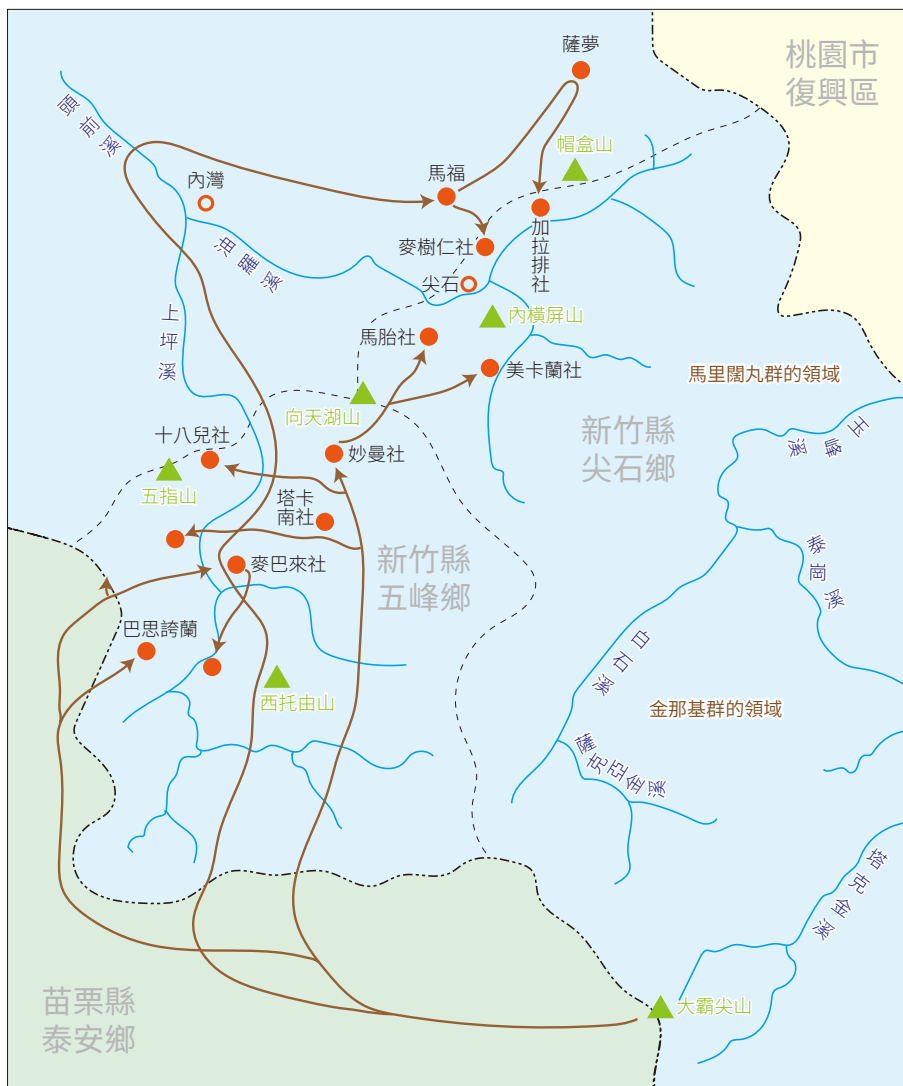 薩夢
桃園市
復興區
頭前溪
帽盒山
馬福
內灣
麥樹仁社
加拉排社
油羅溪
尖石
上坪溪
內橫屏山
馬胎社
美卡蘭社
馬里闊丸群的領域
向天湖山
新竹縣
尖石鄉
玉峰溪
十八兒社
妙曼社
五指山
塔卡
南社
泰崗溪
新竹縣
五峰鄉
麥巴來社
巴思誇蘭
白石溪
西托由山
金那基群的領域
薩克亞金溪
塔克金溪
苗栗縣
泰安鄉
大霸尖山